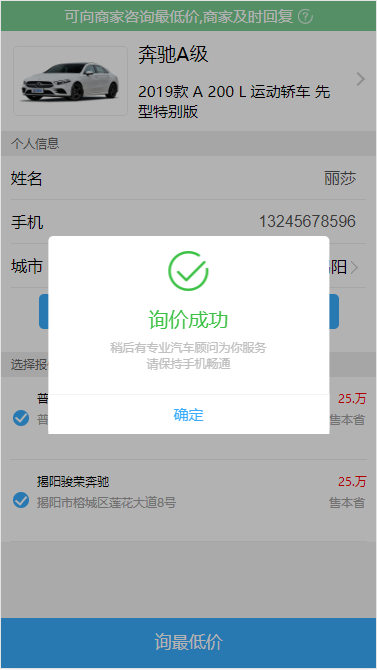 可向商家咨询最低价,商家及时回复
奔驰A级
2019款 A 200 L 运动轿车 先
型特别版
个人信息
姓名 丽莎
手机 13245678596
城市 阳
询价成功
稍后有专业汽车顾问为你服务
请保持手机畅通
确定
选择报
普 25.万
普 售本省
揭阳骏荣奔驰 25.万
揭阳市榕城区莲花大道8号 售本省
询最低价